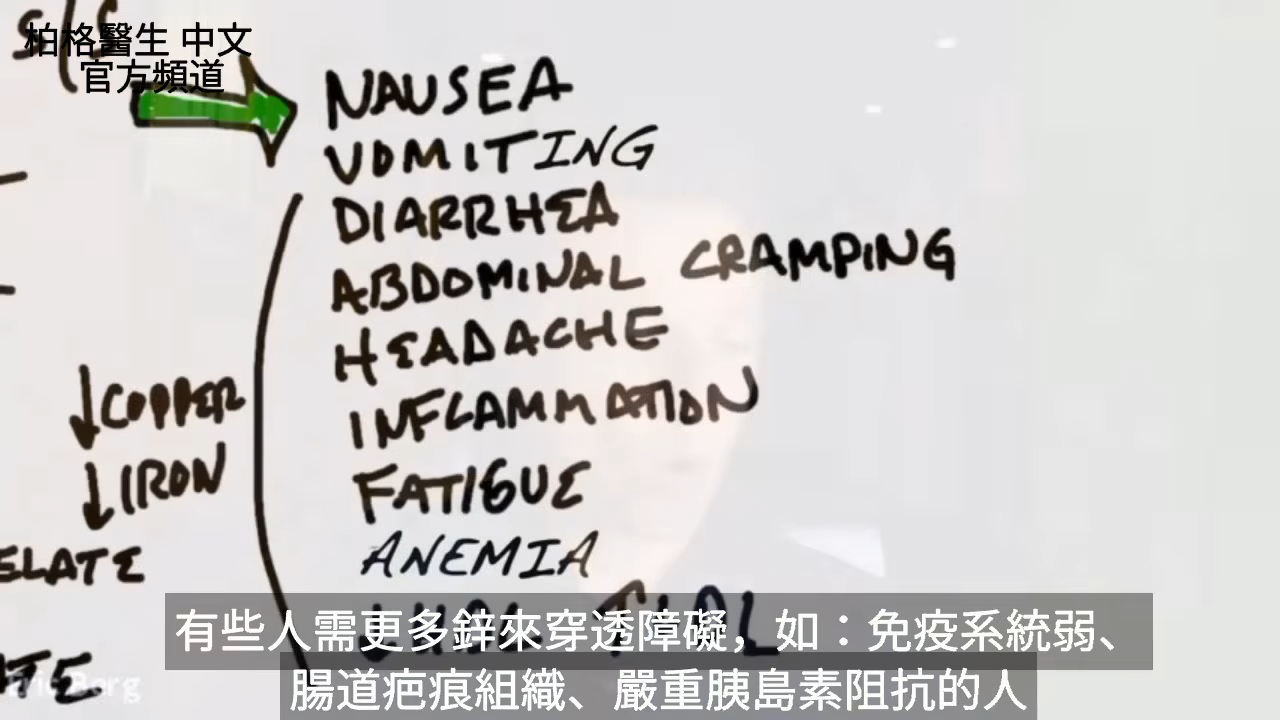 柏格醫生 中文
官方頻道
NAUSEA
VOMITING
DIARRHEA
ABDOMINAL CRAMPING
HEADACHE
↓COPPER
INFLAMMATION
↓IRON
FATIGUE
ELATE
ANEMIA
有些人需更多鋅來穿透障礙，如：免疫系統弱、
腸道疤痕組織、嚴重胰島素阻抗的人